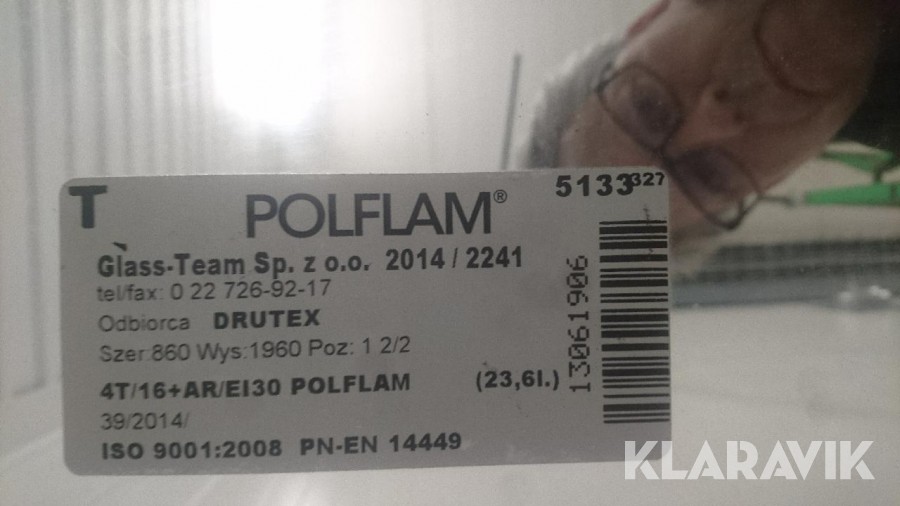 T
POLFLAM®
5133327
Glass-Team Sp. z o.o. 2014 / 2241
tel/fax: 0 22 726-92-17
Odbiorca DRUTEX
Szer:860 Wys:1960 Poz: 1 2/2
4T/16+AR/EI30 POLFLAM (23,6l.)
39/2014/
ISO 9001:2008 PN-EN 14449
13061906
KLARAVIK